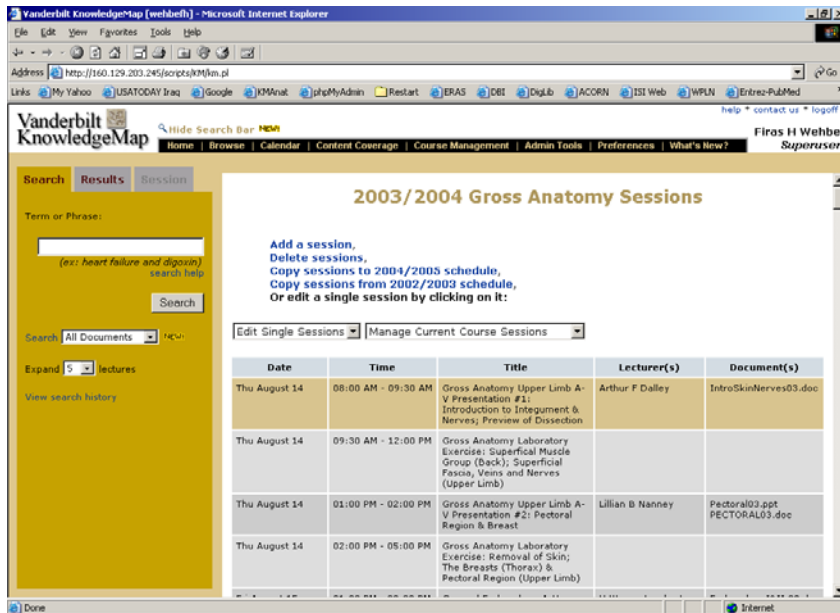 Vanderbilt KnowledgeMap [wehbefh] - Microsoft Internet Explorer
File Edit View Favorites Tools Help
Address http://160.129.203.245/scripts/KM/km.pl Go
Links My Yahoo USATODAY Iraq Google KMAnat phpMyAdmin Restart ERAS DBI DigLib ACORN ISI Web WPLN Entrez-PubMed
help * contact us * logoff
Vanderbilt
KnowledgeMap
Hide Search Bar NEW!
Firas H Wehbe
Superuser
Home | Browse | Calendar | Content Coverage | Course Management | Admin Tools | Preferences | What's New?
Search Results Session
Term or Phrase:
(ex: heart failure and digoxin)
search help
Search
Search All Documents NEW!
Expand 5 lectures
View search history
2003/2004 Gross Anatomy Sessions
Add a session,
Delete sessions,
Copy sessions to 2004/2005 schedule,
Copy sessions from 2002/2003 schedule,
Or edit a single session by clicking on it:
Edit Single Sessions Manage Current Course Sessions
Date Time Title Lecturer(s) Document(s)
Thu August 14 08:00 AM - 09:30 AM Gross Anatomy Upper Limb A- Arthur F Dalley IntroSkinNerves03.doc
V Presentation #1:
Introduction to Integument &
Nerves; Preview of Dissection
Thu August 14 09:30 AM - 12:00 PM Gross Anatomy Laboratory
Exercise: Superfical Muscle
Group (Back); Superficial
Fascia, Veins and Nerves
(Upper Limb)
Thu August 14 01:00 PM - 02:00 PM Gross Anatomy Upper Limb A- Lillian B Nanney Pectoral03.ppt
V Presentation #2: Pectoral PECTORAL03.doc
Region & Breast
Thu August 14 02:00 PM - 05:00 PM Gross Anatomy Laboratory
Exercise: Removal of Skin;
The Breasts (Thorax) &
Pectoral Region (Upper Limb)
Done Internet